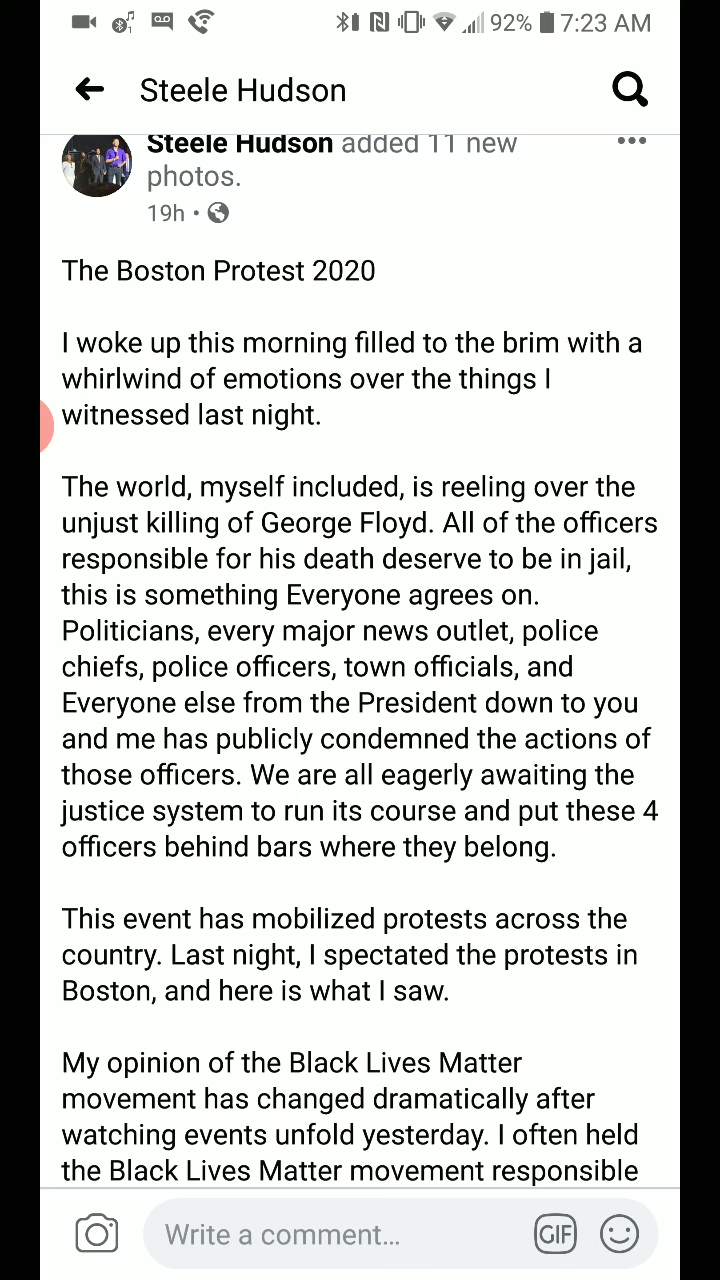 92% 7:23 AM
Steele Hudson
Steele Hudson added 11 new
photos.
19h •
The Boston Protest 2020
I woke up this morning filled to the brim with a
whirlwind of emotions over the things I
witnessed last night.
The world, myself included, is reeling over the
unjust killing of George Floyd. All of the officers
responsible for his death deserve to be in jail,
this is something Everyone agrees on.
Politicians, every major news outlet, police
chiefs, police officers, town officials, and
Everyone else from the President down to you
and me has publicly condemned the actions of
those officers. We are all eagerly awaiting the
justice system to run its course and put these 4
officers behind bars where they belong.
This event has mobilized protests across the
country. Last night, I spectated the protests in
Boston, and here is what I saw.
My opinion of the Black Lives Matter
movement has changed dramatically after
watching events unfold yesterday. I often held
the Black Lives Matter movement responsible
Write a comment...
GIF